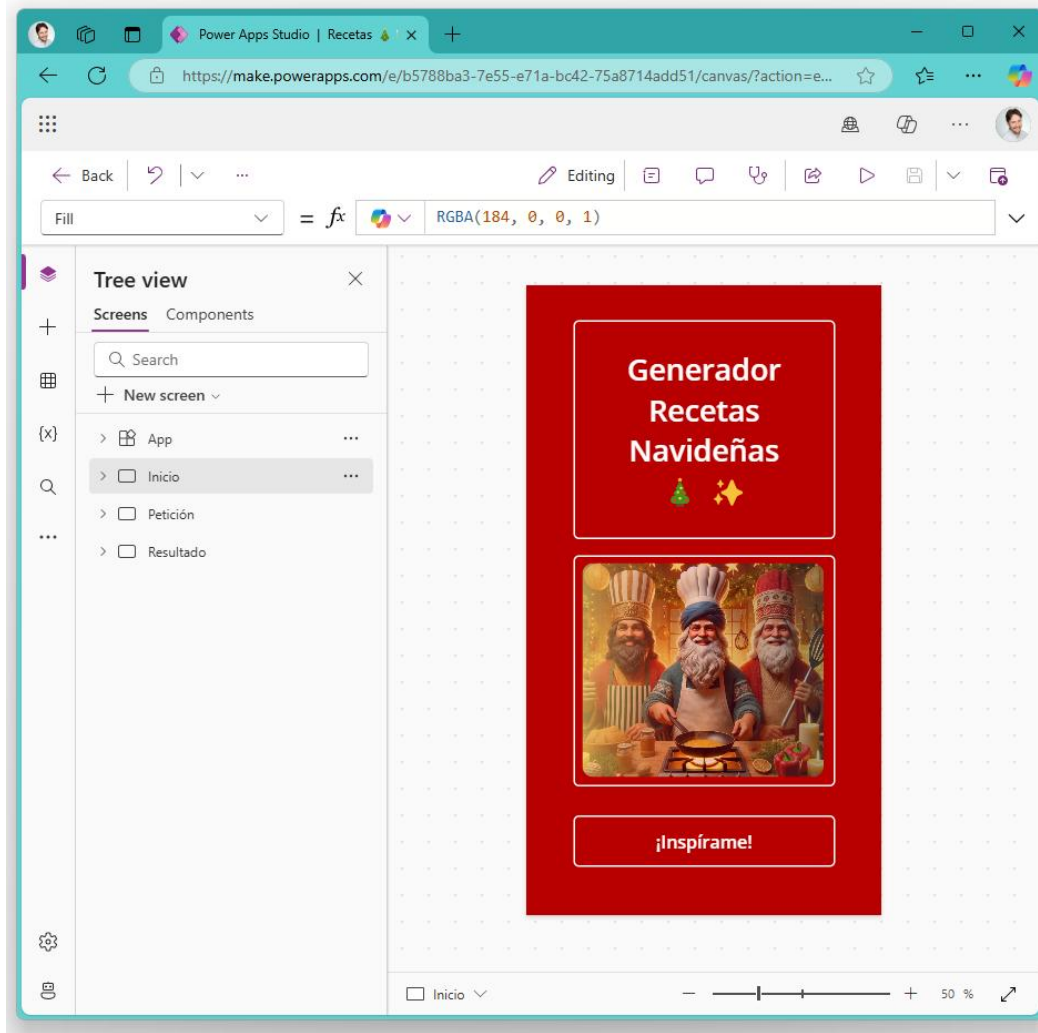 Power Apps Studio | Recetas
https://make.powerapps.com/e/b5788ba3-7e55-e71a-bc42-75a8714add51/canvas/?action=e...
Back
Editing
Fill
= fx
RGBA(184, 0, 0, 1)
Tree view
Screens Components
Search
New screen
App
Inicio
Petición
Resultado
Generador
Recetas
Navideñas
¡Inspírame!
Inicio
50 %